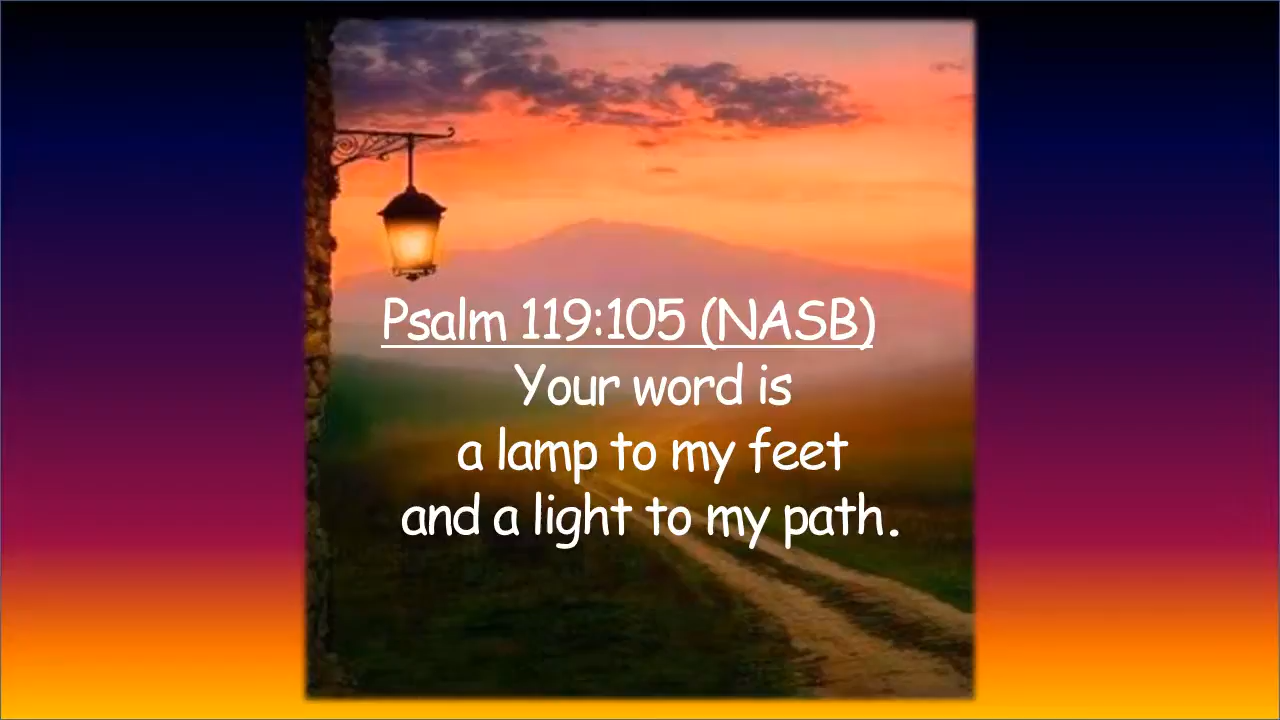 Psalm 119:105 (NASB)
Your word is
a lamp to my feet
and a light to my path.